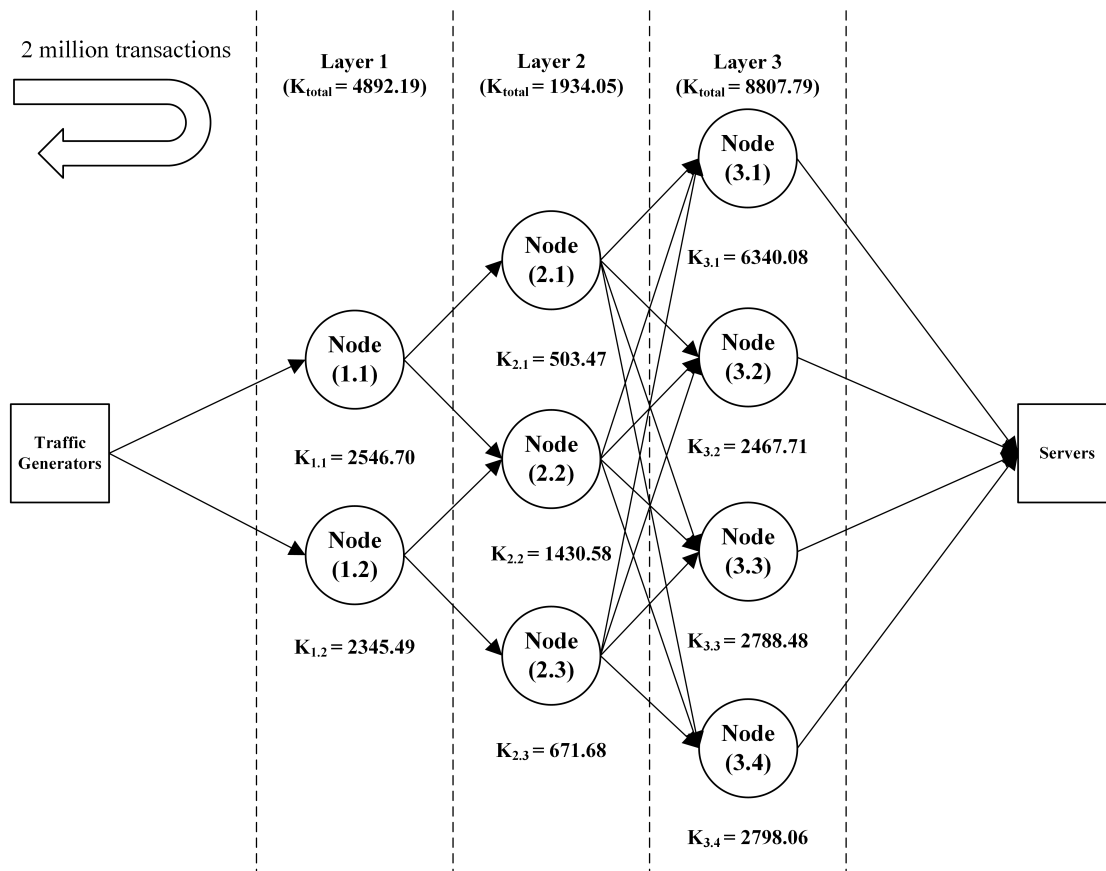 2 million transactions
Layer 1
(Ktotal = 4892.19)
Layer 2
(Ktotal = 1934.05)
Layer 3
(Ktotal = 8807.79)
Traffic
Generators
Node
(1.1)
K1.1 = 2546.70
Node
(1.2)
K1.2 = 2345.49
Node
(2.1)
K2.1 = 503.47
Node
(2.2)
K2.2 = 1430.58
Node
(2.3)
K2.3 = 671.68
Node
(3.1)
K3.1 = 6340.08
Node
(3.2)
K3.2 = 2467.71
Node
(3.3)
K3.3 = 2788.48
Node
(3.4)
K3.4 = 2798.06
Servers